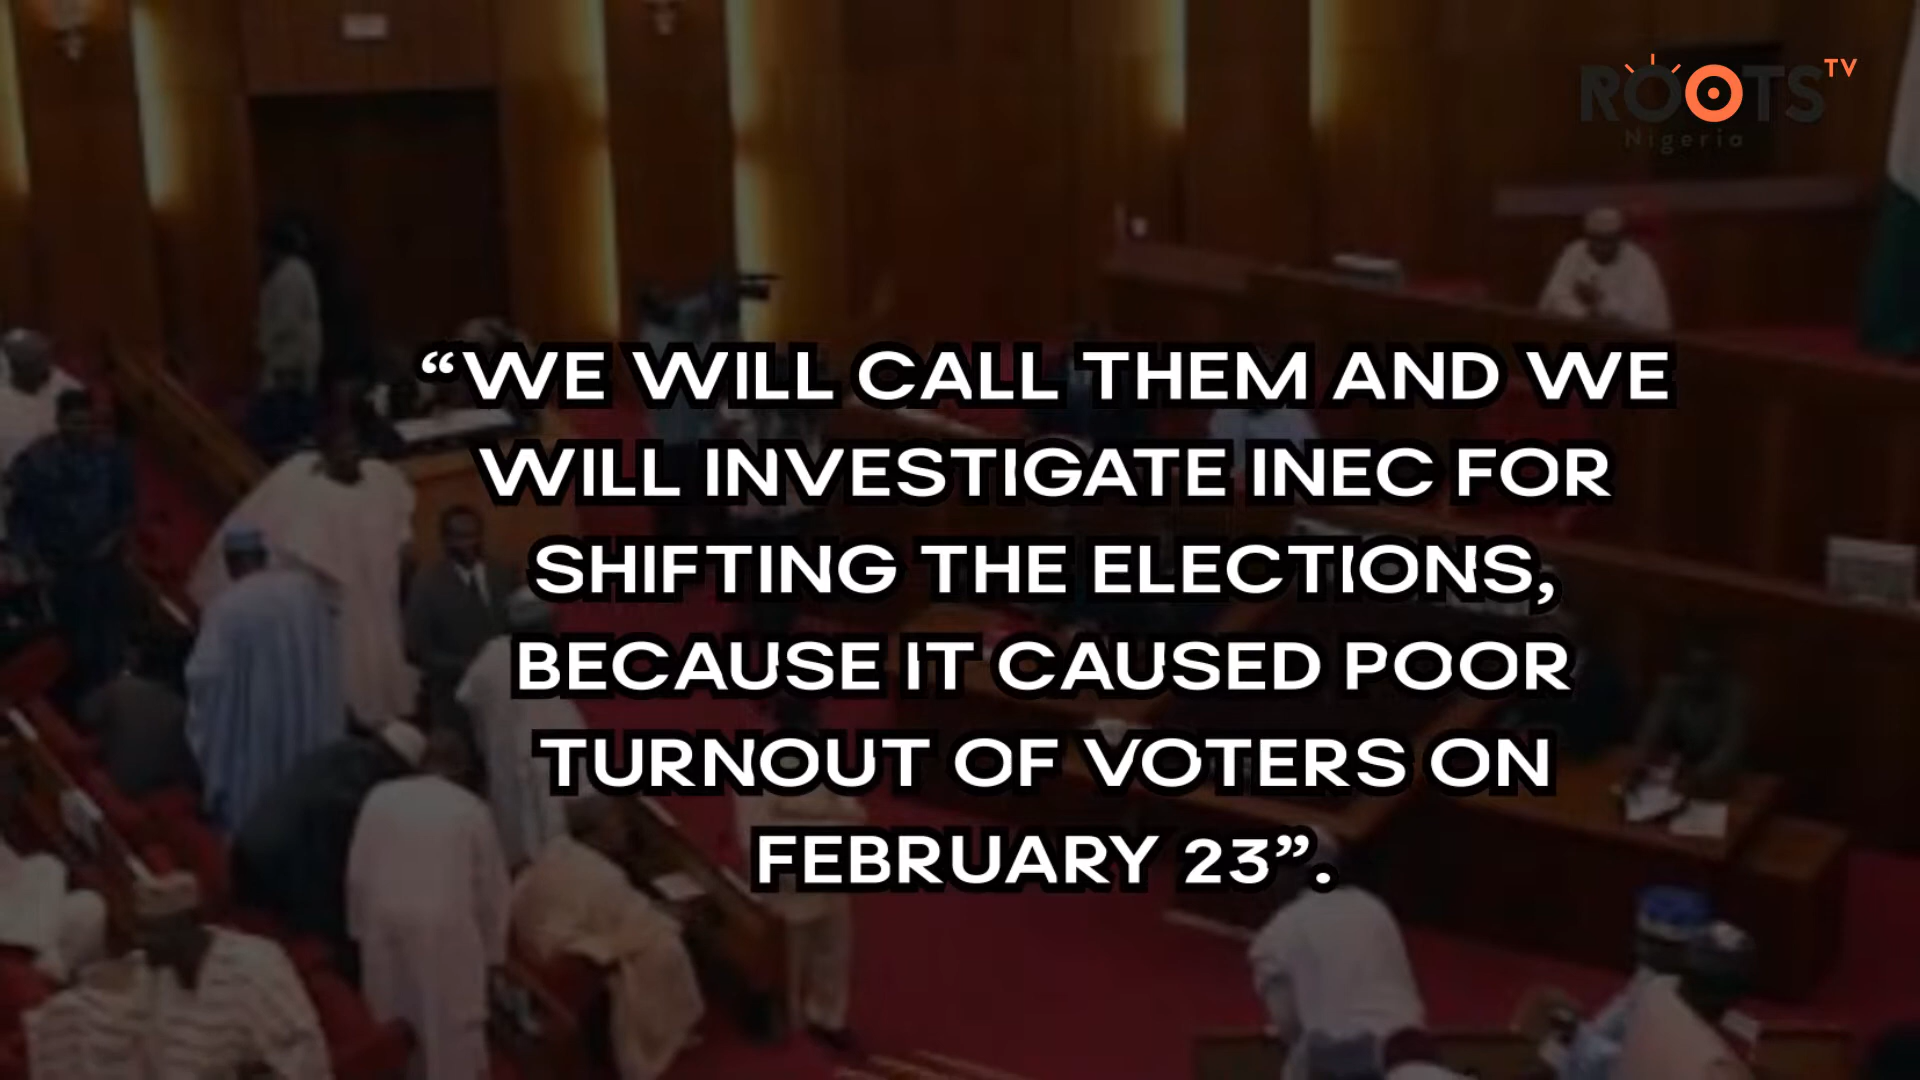 ROOTS TV
Nigeria
“WE WILL CALL THEM AND WE
WILL INVESTIGATE INEC FOR
SHIFTING THE ELECTIONS,
BECAUSE IT CAUSED POOR
TURNOUT OF VOTERS ON
FEBRUARY 23”.